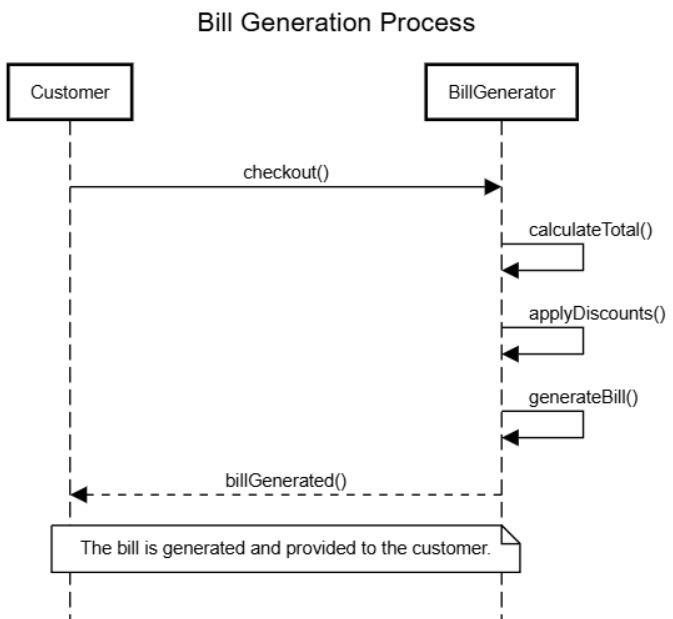 Bill Generation Process
Customer
BillGenerator
checkout()
calculateTotal()
applyDiscounts()
generateBill()
billGenerated()
The bill is generated and provided to the customer.